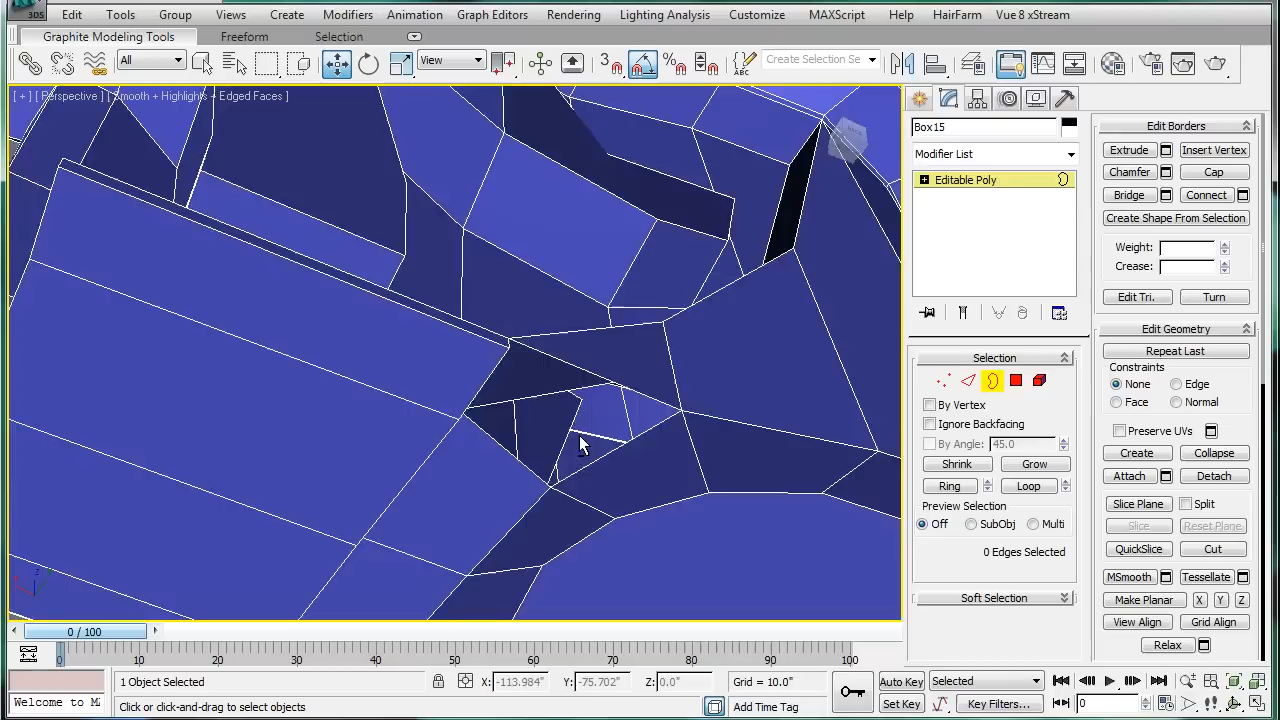 3DS
Edit Tools Group Views Create Modifiers Animation Graph Editors Rendering Lighting Analysis Customize MAXScript Help HairFarm Vue 8 xStream
Graphite Modeling Tools Freeform Selection
All View 3 % ABC Create Selection Se
[ + ] [ Perspective ] [ Smooth + Highlights + Edged Faces ]
Box15
Modifier List
Editable Poly
Selection
By Vertex
Ignore Backfacing
By Angle: 45.0
Shrink Grow
Ring Loop
Preview Selection
Off SubObj Multi
0 Edges Selected
Soft Selection
Edit Borders
Extrude Insert Vertex
Chamfer Cap
Bridge Connect
Create Shape From Selection
Weight:
Crease:
Edit Tri. Turn
Edit Geometry
Repeat Last
Constraints
None Edge
Face Normal
Preserve UVs
Create Collapse
Attach Detach
Slice Plane Split
Slice Reset Plane
QuickSlice Cut
MSmooth Tessellate
Make Planar X Y Z
View Align Grid Align
Relax
0 / 100
0 10 20 30 40 50 60 70 80 90 100
1 Object Selected X: -113.984" Y: -75.702" Z: 0.0" Grid = 10.0" Auto Key Selected
Welcome to M Click or click-and-drag to select objects Add Time Tag Set Key Key Filters... 0